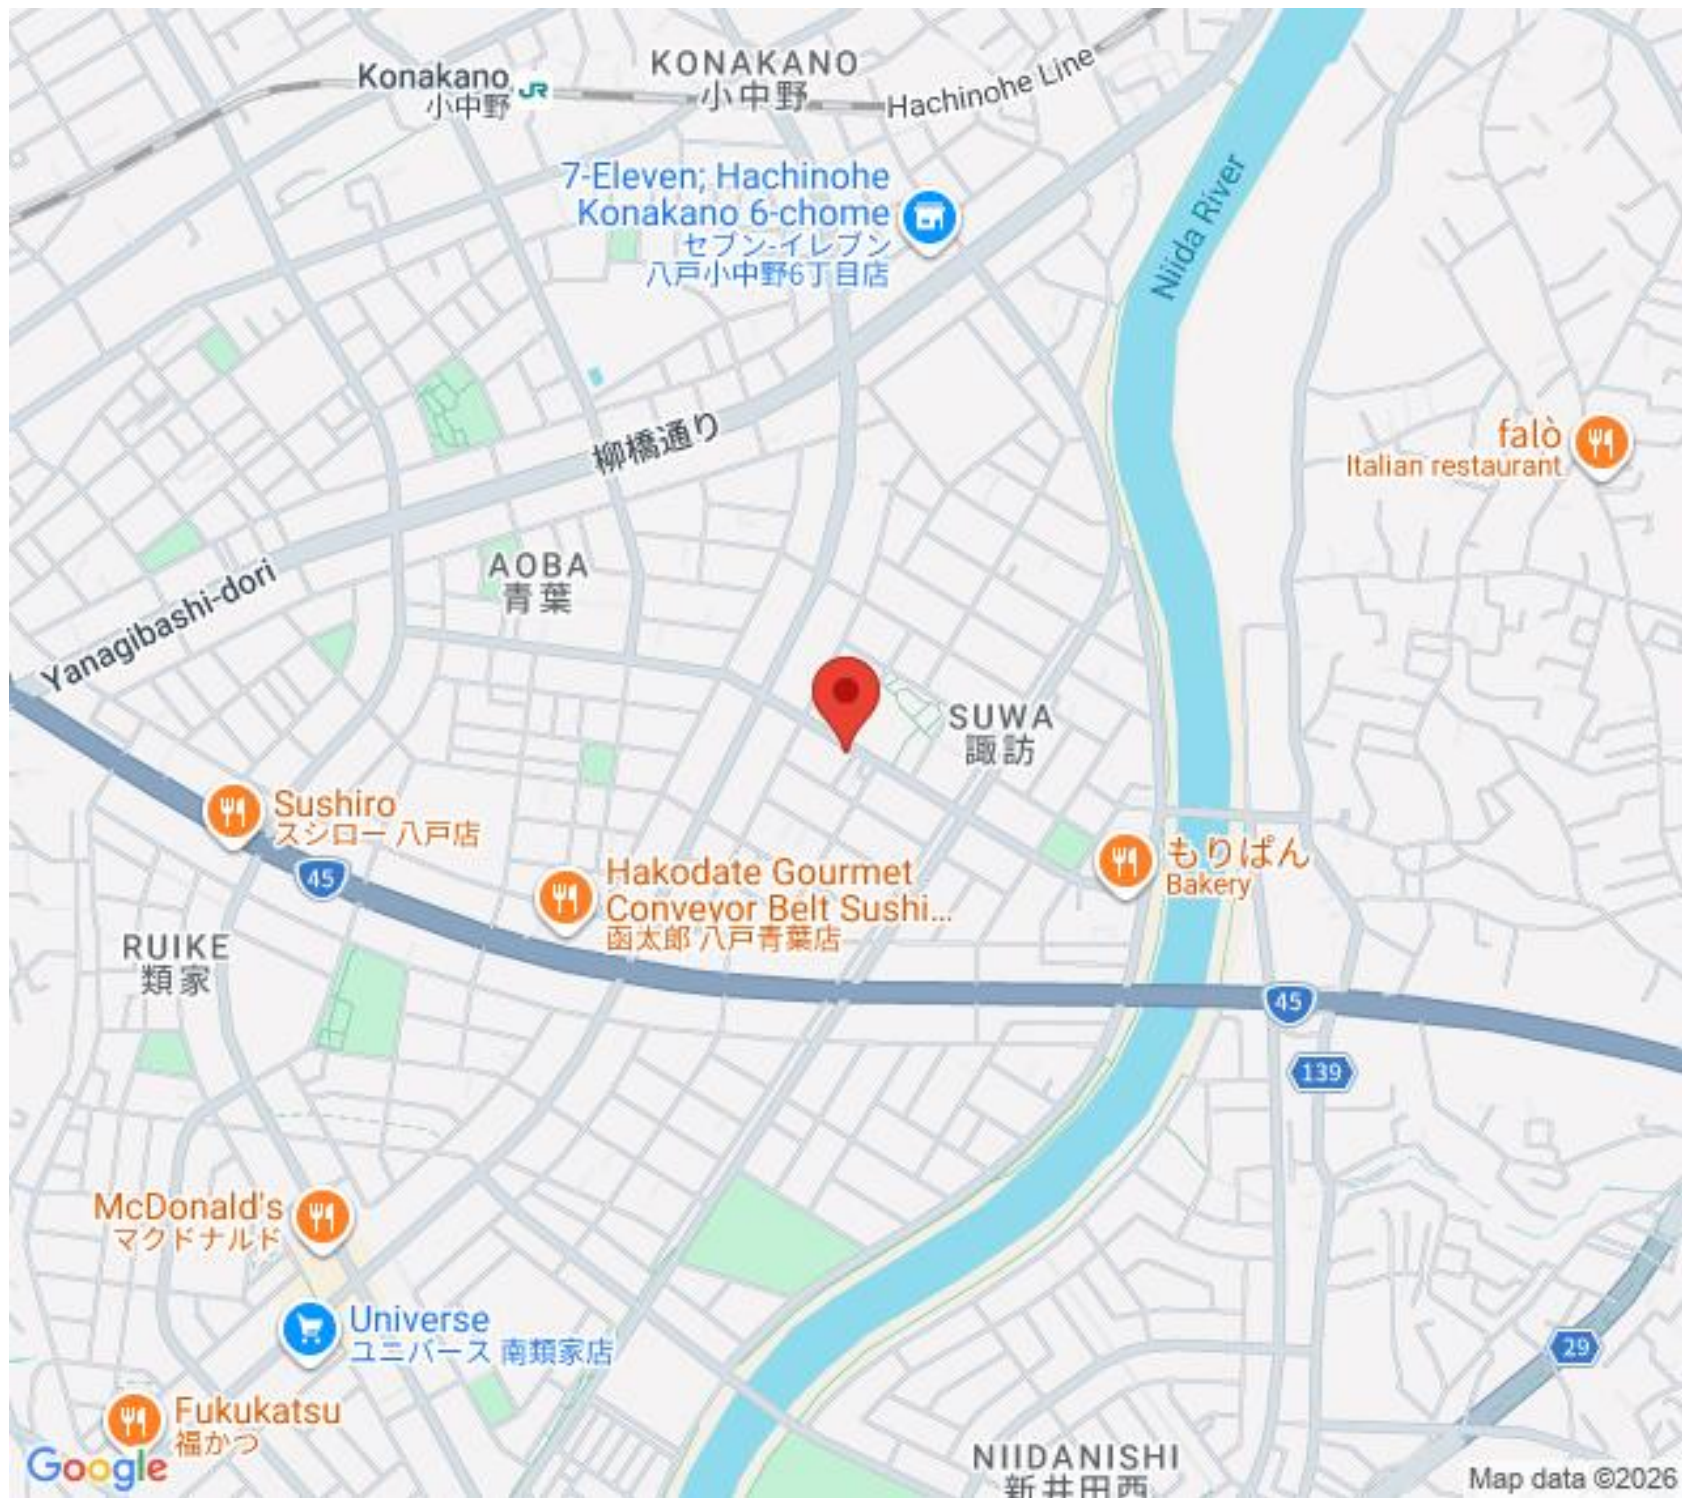 Konakano
小中野
KONAKANO
小中野
Hachinohe Line
7-Eleven; Hachinohe
Konakano 6-chome
セブン-イレブン
八戸小中野6丁目店
Niida River
falò
Italian restaurant
柳橋通り
AOBA
青葉
Yanagibashi-dori
SUWA
諏訪
Sushiro
スシロー 八戸店
45
Hakodate Gourmet
Conveyor Belt Sushi...
函太郎 八戸青葉店
もりぱん
Bakery
RUIKE
類家
45
139
McDonald's
マクドナルド
Universe
ユニバース 南類家店
29
Fukukatsu
福かつ
Google
NIIDANISHI
新井田西
Map data ©2026